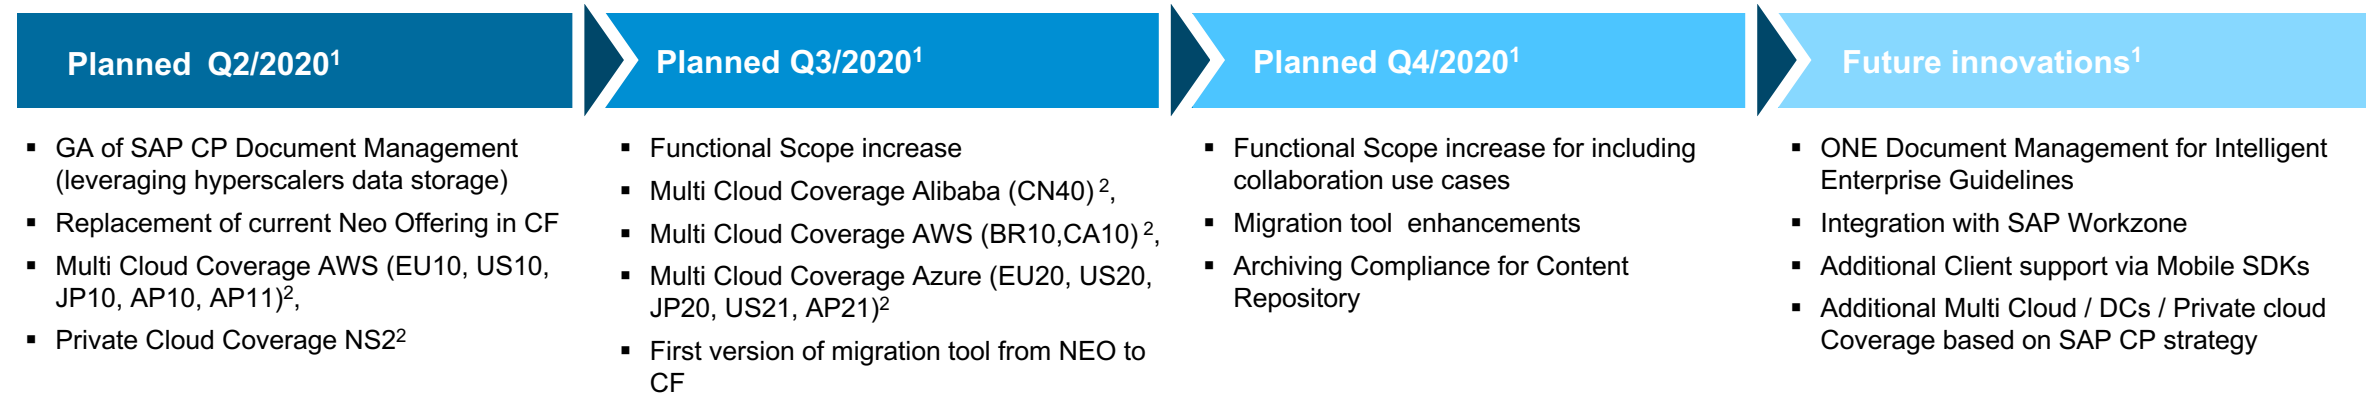 Planned Q2/2020¹
▪ GA of SAP CP Document Management
(leveraging hyperscalers data storage)
▪ Replacement of current Neo Offering in CF
▪ Multi Cloud Coverage AWS (EU10, US10,
JP10, AP10, AP11)²,
▪ Private Cloud Coverage NS2²
Planned Q3/2020¹
▪ Functional Scope increase
▪ Multi Cloud Coverage Alibaba (CN40) ²,
▪ Multi Cloud Coverage AWS (BR10,CA10) ²,
▪ Multi Cloud Coverage Azure (EU20, US20,
JP20, US21, AP21)²
▪ First version of migration tool from NEO to
CF
Planned Q4/2020¹
▪ Functional Scope increase for including
collaboration use cases
▪ Migration tool enhancements
▪ Archiving Compliance for Content
Repository
Future innovations¹
▪ ONE Document Management for Intelligent
Enterprise Guidelines
▪ Integration with SAP Workzone
▪ Additional Client support via Mobile SDKs
▪ Additional Multi Cloud / DCs / Private cloud
Coverage based on SAP CP strategy